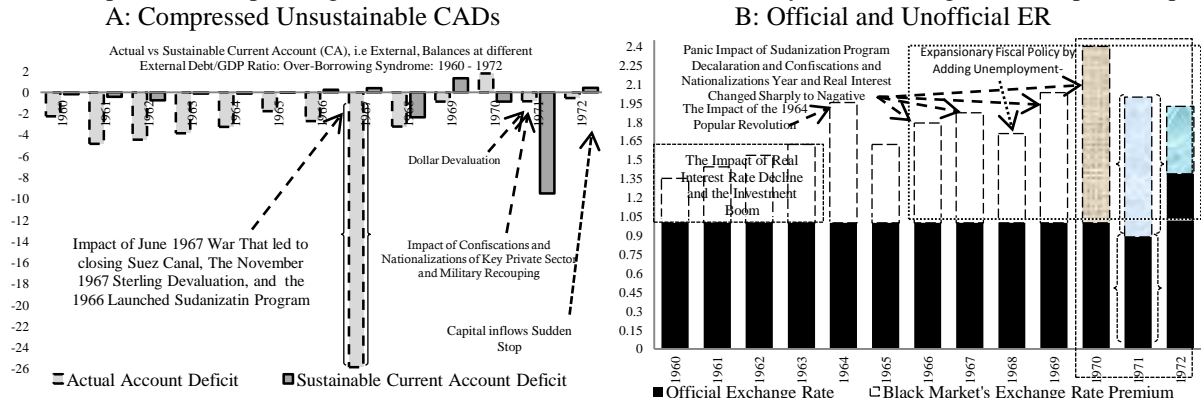 A: Compressed Unsustainable CADs
Actual vs Sustainable Current Account (CA), i.e External, Balances at different
External Debt/GDP Ratio: Over-Borrowing Syndrome: 1960 - 1972
2
0
-2
-4
-6
-8
-10
-12
-14
-16
-18
-20
-22
-24
-26
1960
1961
1962
1963
1964
1965
1966
1967
1968
1969
1970
1971
1972
Dollar Devaluation
Impact of June 1967 War That led to
closing Suez Canal, The November
1967 Sterling Devaluation, and the
1966 Launched Sudanizatin Program
Impact of Confiscations and
Nationalizations of Key Private Sector
and Military Recouping
Capital inflows Sudden
Stop
Actual Account Deficit
Sustainable Current Account Deficit
B: Official and Unofficial ER
2.4
2.25
2.1
1.95
1.8
1.65
1.5
1.35
1.2
1.05
0.9
0.75
0.6
0.45
0.3
0.15
0
Panic Impact of Sudanization Program
Decalaration and Confiscations and
Nationalizations Year and Real Interest
Changed Sharply to Nagative
The Impact of the 1964
Popular Revolution
Expansionary Fiscal Policy by
Adding Unemployment-
The Impact of Real
Interest Rate Decline
and the Investment
Boom
1960
1961
1962
1963
1964
1965
1966
1967
1968
1969
1970
1971
1972
Official Exchange Rate
Black Market's Exchange Rate Premium